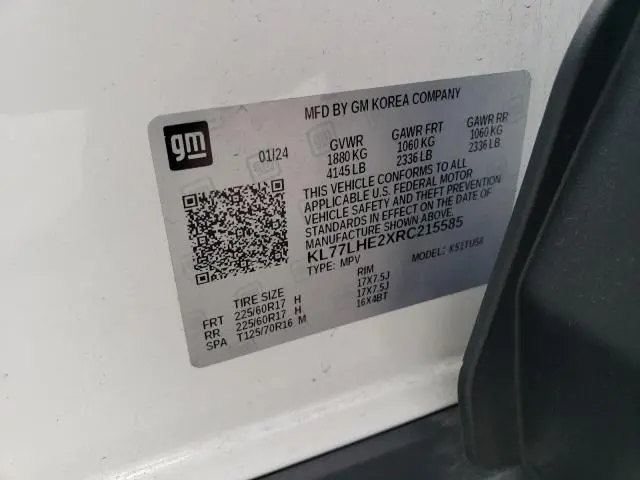 MFD BY GM KOREA COMPANY
gm
01/24
GVWR GAWR FRT GAWR RR
1880 KG 1060 KG 1060 KG
4145 LB 2336 LB 2336 LB
THIS VEHICLE CONFORMS TO ALL
APPLICABLE U.S. FEDERAL MOTOR
VEHICLE SAFETY AND THEFT PREVENTION
STANDARDS IN EFFECT ON THE DATE OF
MANUFACTURE SHOWN ABOVE.
KL77LHE2XRC215585
TYPE: MPV MODEL:
TIRE SIZE RIM
FRT 225/60R17 H 17X7.5J
RR 225/60R17 H 17X7.5J
SPA T125/70R16 M 16X4BT